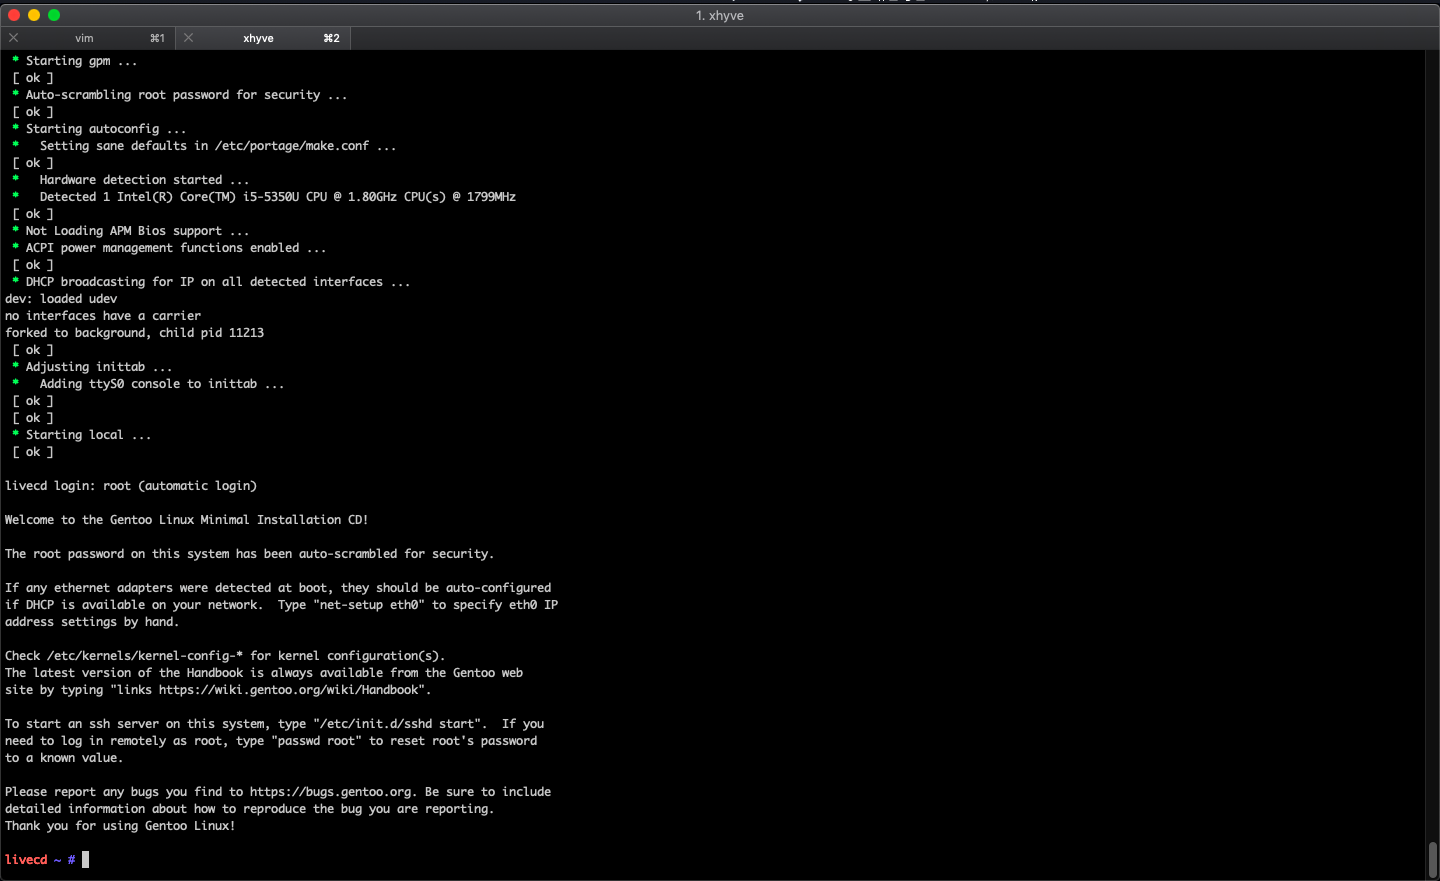 1. xhyve
vim ⌘1 xhyve ⌘2
* Starting gpm ...
[ ok ]
* Auto-scrambling root password for security ...
[ ok ]
* Starting autoconfig ...
*   Setting sane defaults in /etc/portage/make.conf ...
[ ok ]
*   Hardware detection started ...
*   Detected 1 Intel(R) Core(TM) i5-5350U CPU @ 1.80GHz CPU(s) @ 1799MHz
[ ok ]
* Not Loading APM Bios support ...
* ACPI power management functions enabled ...
[ ok ]
* DHCP broadcasting for IP on all detected interfaces ...
dev: loaded udev
no interfaces have a carrier
forked to background, child pid 11213
[ ok ]
* Adjusting inittab ...
*   Adding ttyS0 console to inittab ...
[ ok ]
[ ok ]
* Starting local ...
[ ok ]
livecd login: root (automatic login)
Welcome to the Gentoo Linux Minimal Installation CD!
The root password on this system has been auto-scrambled for security.
If any ethernet adapters were detected at boot, they should be auto-configured
if DHCP is available on your network.  Type "net-setup eth0" to specify eth0 IP
address settings by hand.
Check /etc/kernels/kernel-config-* for kernel configuration(s).
The latest version of the Handbook is always available from the Gentoo web
site by typing "links https://wiki.gentoo.org/wiki/Handbook".
To start an ssh server on this system, type "/etc/init.d/sshd start".  If you
need to log in remotely as root, type "passwd root" to reset root's password
to a known value.
Please report any bugs you find to https://bugs.gentoo.org. Be sure to include
detailed information about how to reproduce the bug you are reporting.
Thank you for using Gentoo Linux!
livecd ~ #